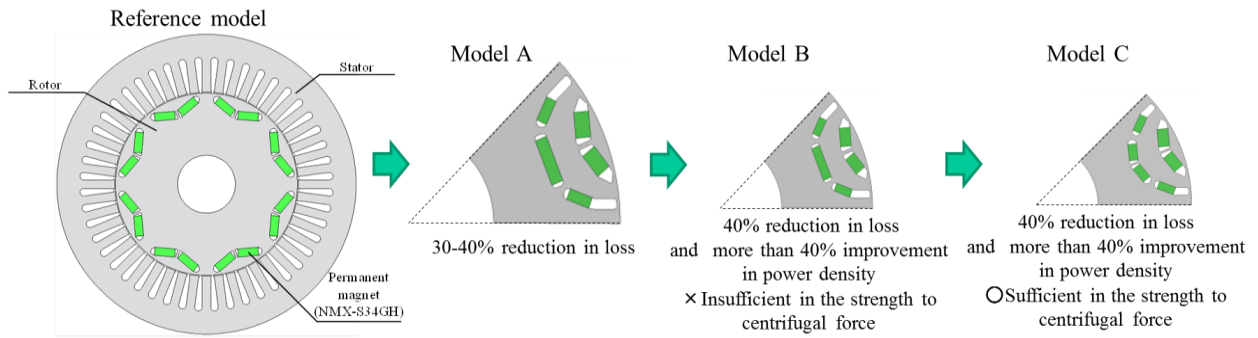 Reference model
Stator
Rotor
Permanent
magnet
(NMX-S34GH)
Model A
30-40% reduction in loss
Model B
40% reduction in loss
and more than 40% improvement
in power density
×Insufficient in the strength to
centrifugal force
Model C
40% reduction in loss
and more than 40% improvement
in power density
○Sufficient in the strength to
centrifugal force